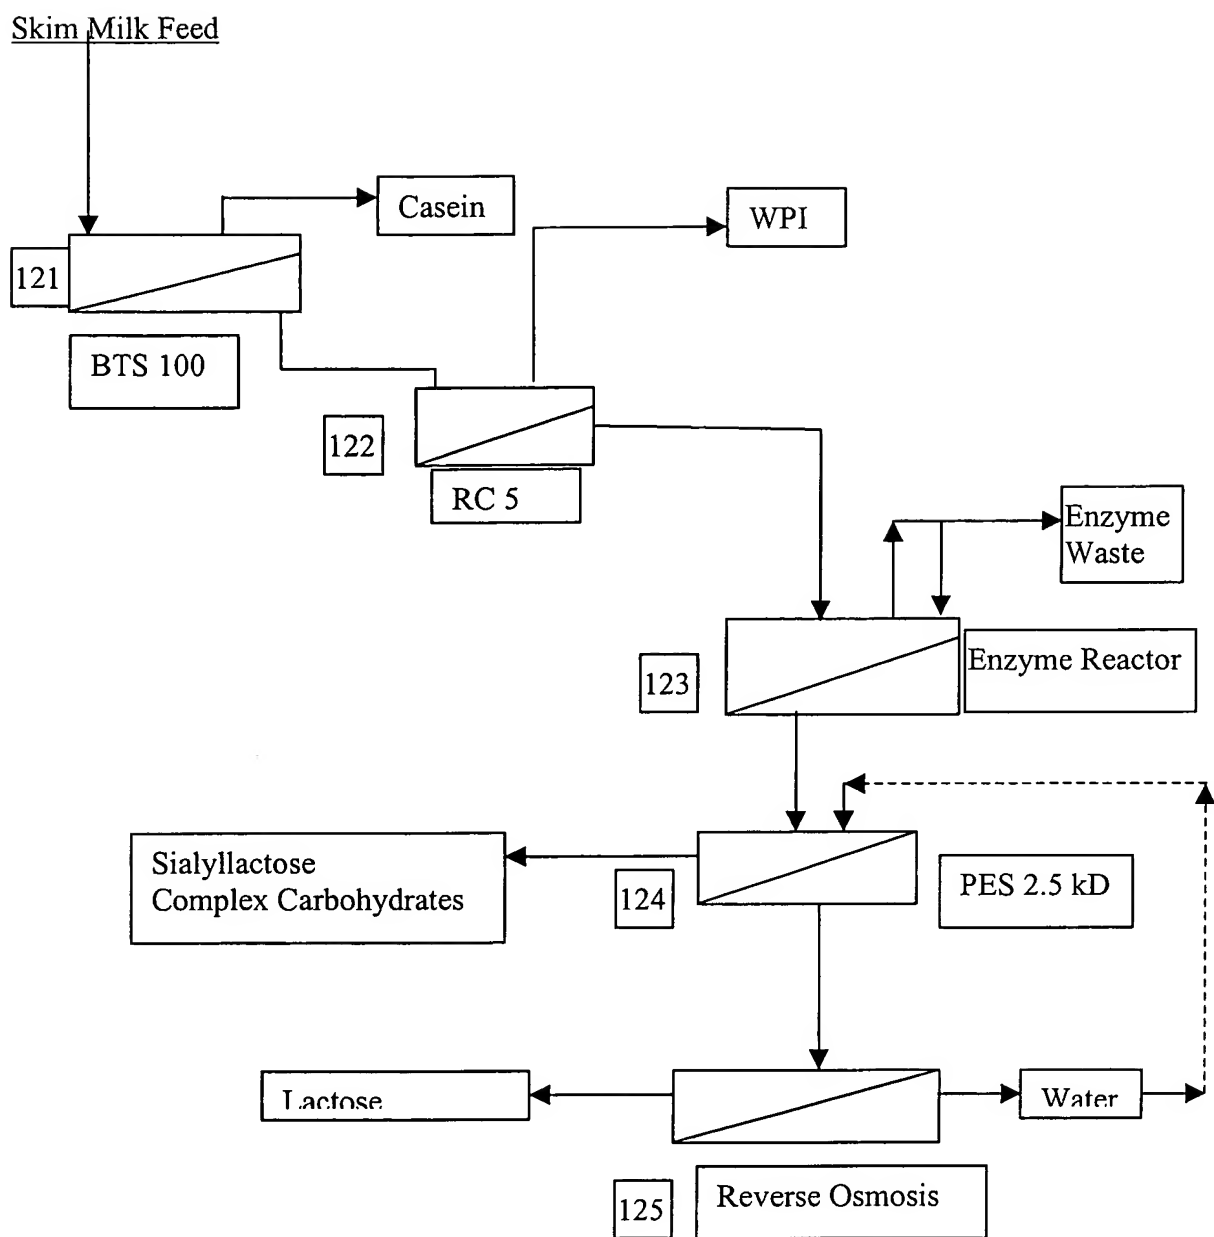 Skim Milk Feed
Casein
WPI
121
BTS 100
122
RC 5
Enzyme
Waste
123
Enzyme Reactor
Sialyllactose
Complex Carbohydrates
124
PES 2.5 kD
Lactose
Water
125
Reverse Osmosis